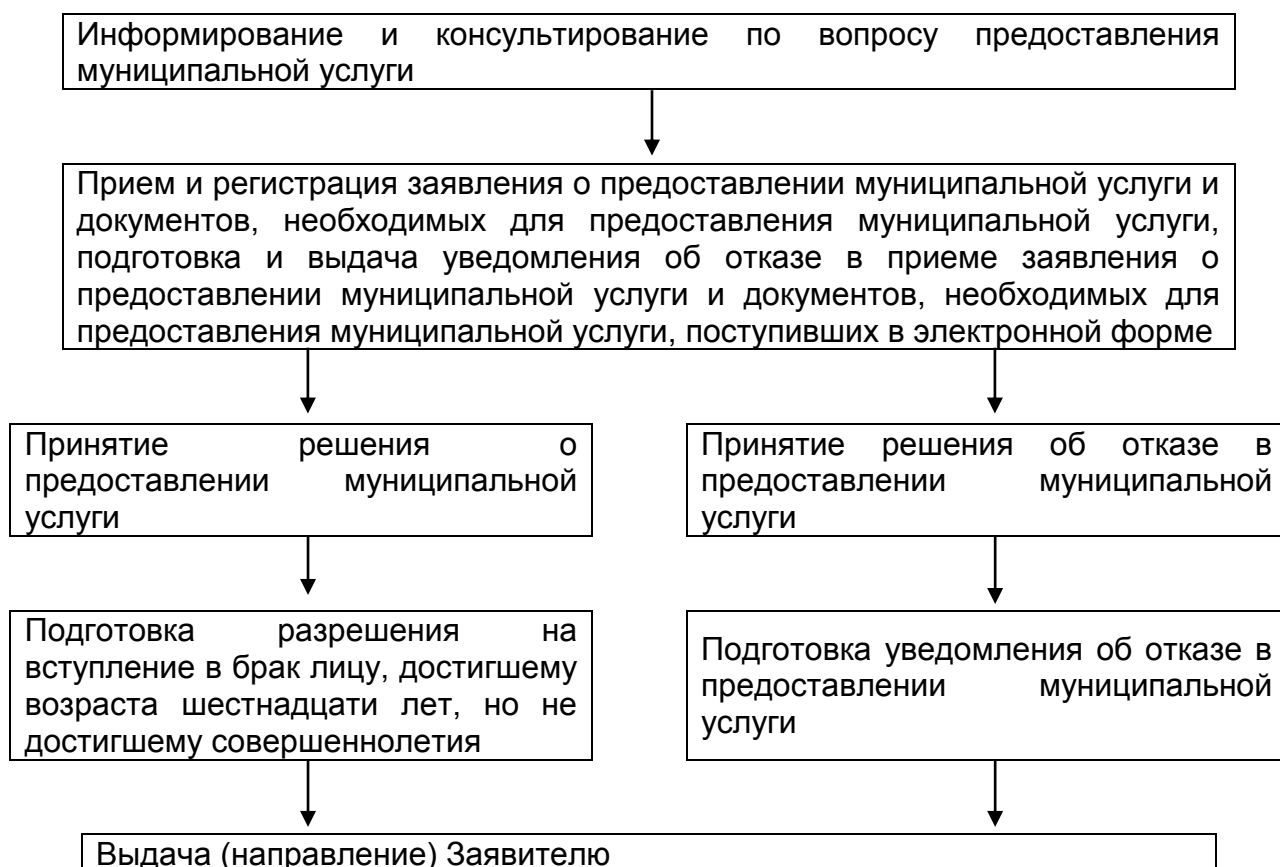 Информирование и консультирование по вопросу предоставления
муниципальной услуги
Прием и регистрация заявления о предоставлении муниципальной услуги и
документов, необходимых для предоставления муниципальной услуги,
подготовка и выдача уведомления об отказе в приеме заявления о
предоставлении муниципальной услуги и документов, необходимых для
предоставления муниципальной услуги, поступивших в электронной форме
Принятие решения о
предоставлении муниципальной
услуги
Принятие решения об отказе в
предоставлении муниципальной
услуги
Подготовка разрешения на
вступление в брак лицу, достигшему
возраста шестнадцати лет, но не
достигшему совершеннолетия
Подготовка уведомления об отказе в
предоставлении муниципальной
услуги
Выдача (направление) Заявителю